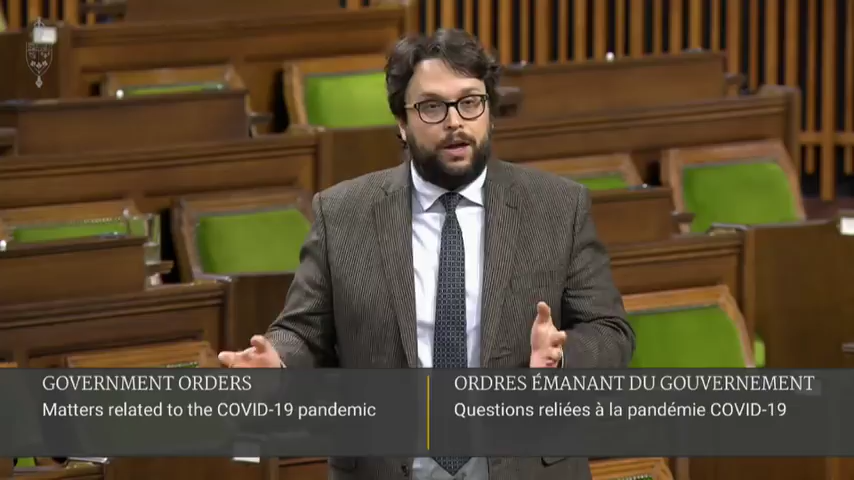 GOVERNMENT ORDERS
Matters related to the COVID-19 pandemic
ORDRES ÉMANANT DU GOUVERNEMENT
Questions reliées à la pandémie COVID-19